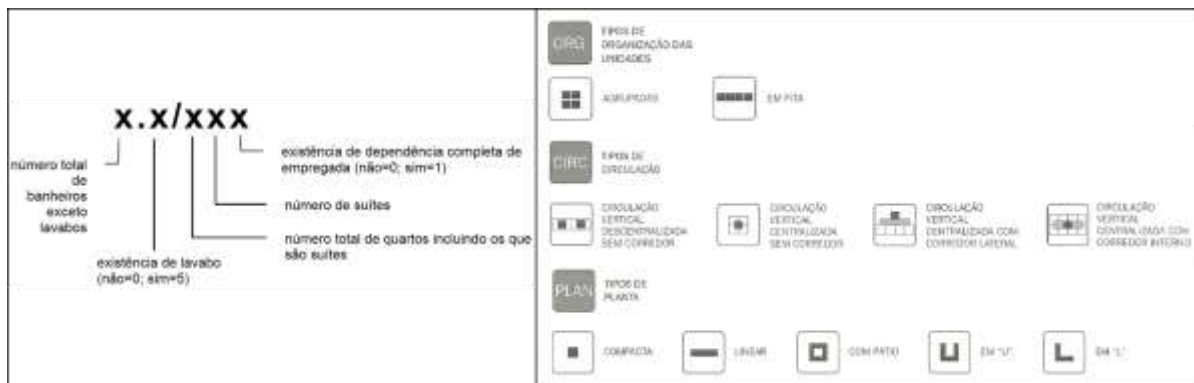 x.x/xxx
número total
de
banheiros
exceto
lavabos
existência de lavabo
(não=0; sim=5)
existência de dependência completa de
empregada (não=0; sim=1)
número de suítes
número total de quartos incluindo os que
são suítes
ORG
TIPOS DE
ORGANIZAÇÃO DAS
UNIDADES
AGRUPADAS
EM FITA
CIRC
TIPOS DE
CIRCULAÇÃO
CIRCULAÇÃO
VERTICAL
DESCENTRALIZADA
SEM CORREDOR
CIRCULAÇÃO
VERTICAL
CENTRALIZADA
SEM CORREDOR
CIRCULAÇÃO
VERTICAL
CENTRALIZADA COM
CORREDOR LATERAL
CIRCULAÇÃO
VERTICAL
CENTRALIZADA COM
CORREDOR INTERNO
PLAN
TIPOS DE
PLANTA
COMPACTA
LINEAR
COM PÁTIO
EM "U"
EM "L"